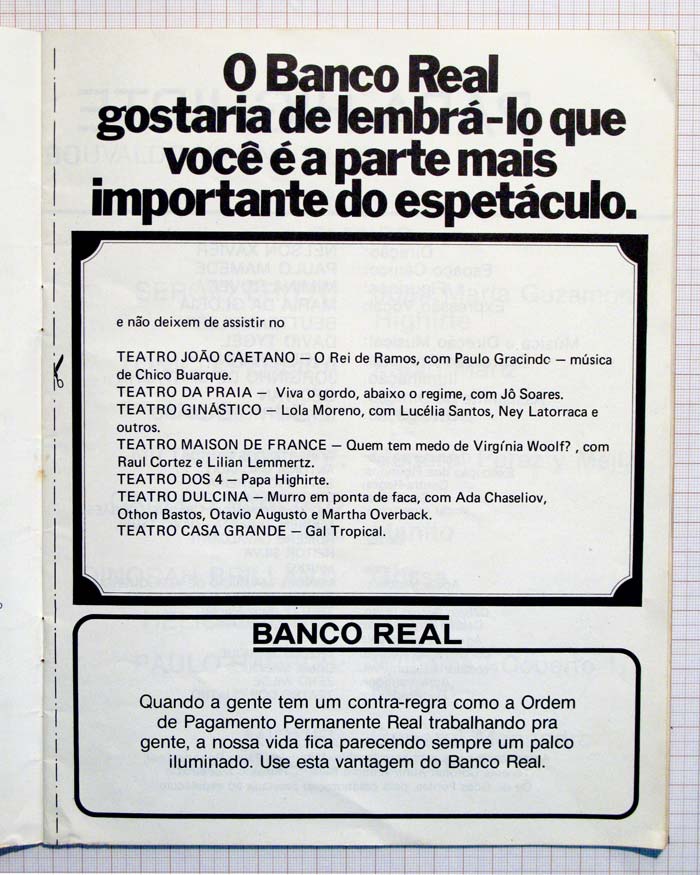 O Banco Real
gostaria de lembrá-lo que
você é a parte mais
importante do espetáculo.
e não deixem de assistir no
TEATRO JOÃO CAETANO — O Rei de Ramos, com Paulo Gracindo — música
de Chico Buarque.
TEATRO DA PRAIA — Viva o gordo, abaixo o regime, com Jô Soares.
TEATRO GINÁSTICO — Lola Moreno, com Lucélia Santos, Ney Latorraca e
outros.
TEATRO MAISON DE FRANCE — Quem tem medo de Virgínia Woolf? , com
Raul Cortez e Lilian Lemmertz.
TEATRO DOS 4 — Papa Highirte.
TEATRO DULCINA — Murro em ponta de faca, com Ada Chaseliov,
Othon Bastos, Otavio Augusto e Martha Overback.
TEATRO CASA GRANDE — Gal Tropical.
BANCO REAL
Quando a gente tem um contra-regra como a Ordem
de Pagamento Permanente Real trabalhando pra
gente, a nossa vida fica parecendo sempre um palco
iluminado. Use esta vantagem do Banco Real.